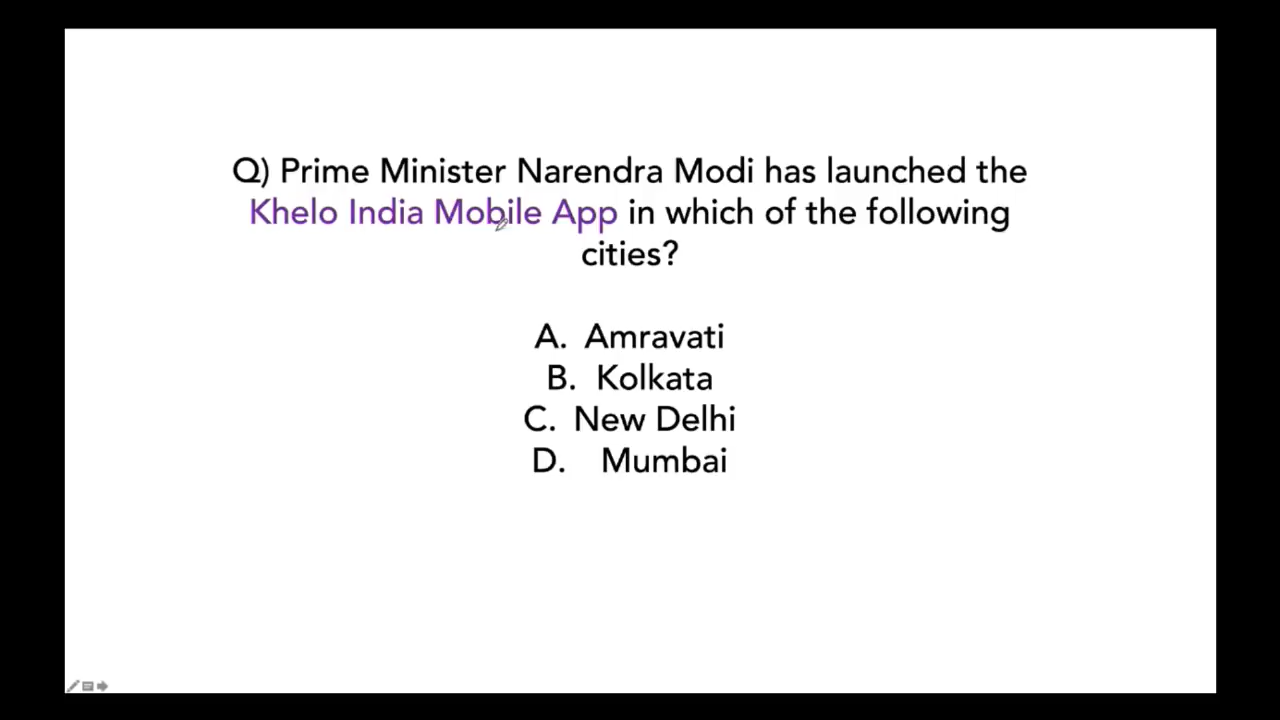 Q) Prime Minister Narendra Modi has launched the
Khelo India Mobile App in which of the following
cities?
A. Amravati
B. Kolkata
C. New Delhi
D. Mumbai